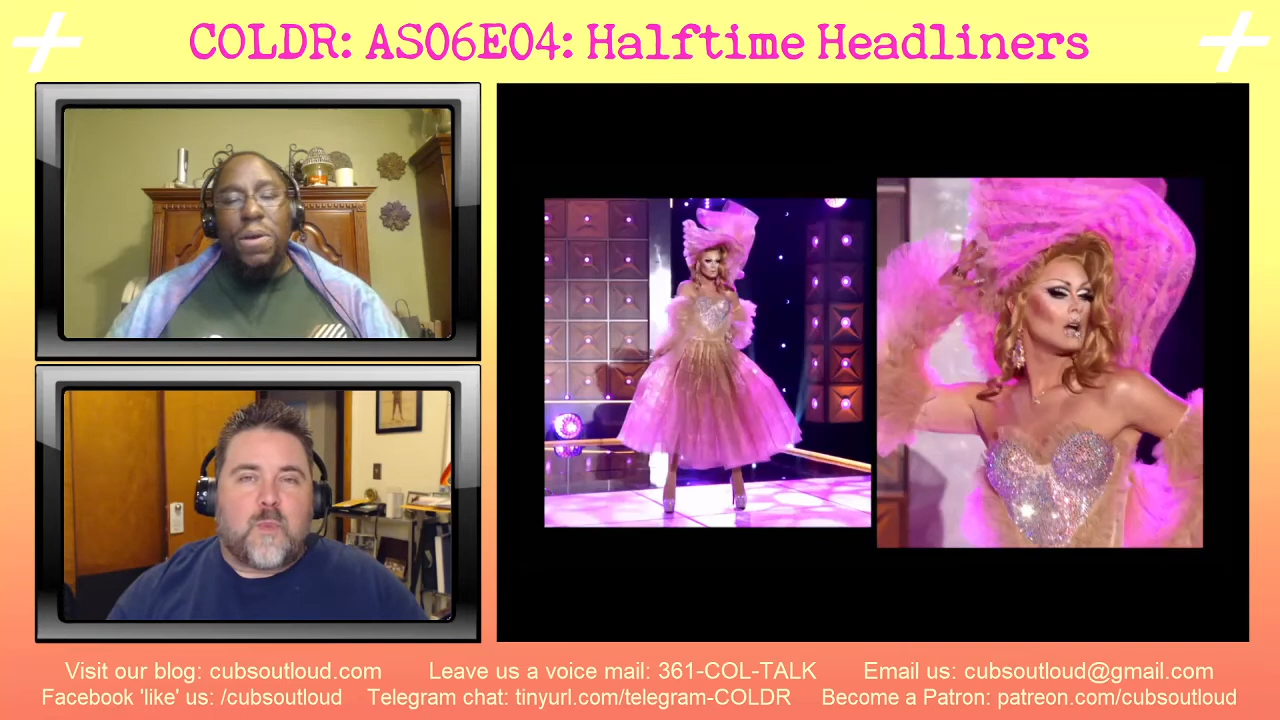 COLDR: AS06E04: Halftime Headliners
Visit our blog: cubsoutloud.com Leave us a voice mail: 361-COL-TALK Email us: cubsoutloud@gmail.com
Facebook 'like' us: /cubsoutloud Telegram chat: tinyurl.com/telegram-COLDR Become a Patron: patreon.com/cubsoutloud